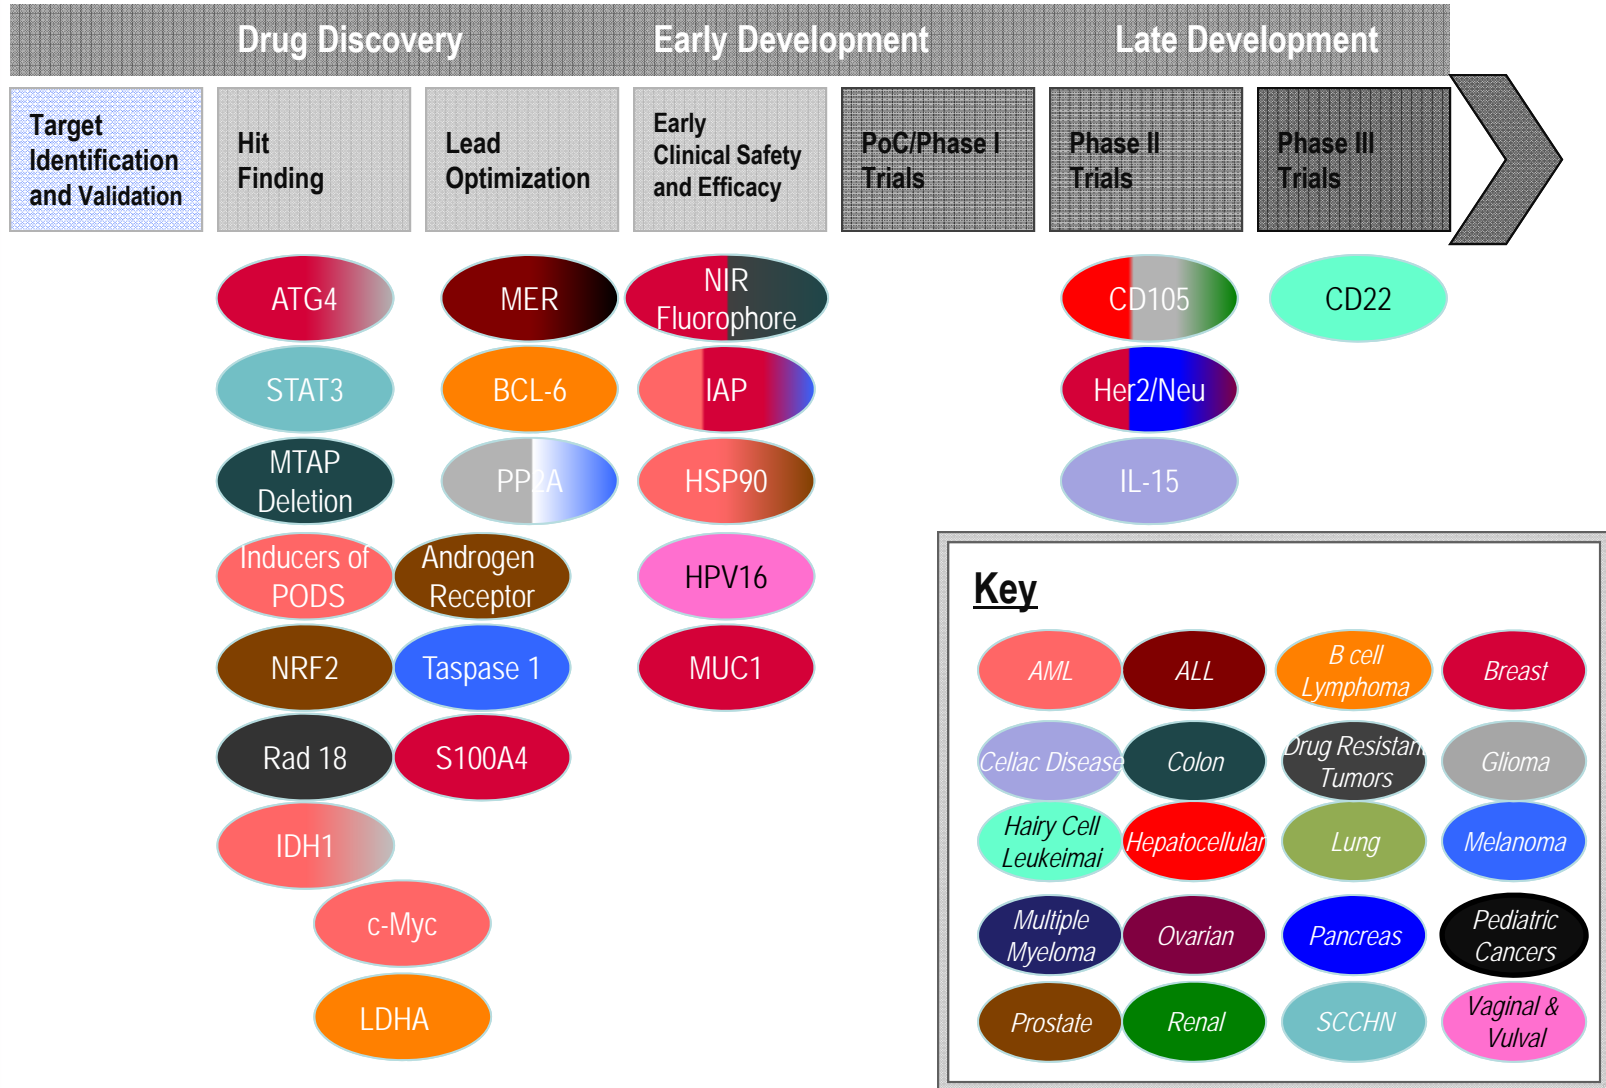 Drug Discovery
Early Development
Late Development
Target
Identification
and Validation
Hit
Finding
Lead
Optimization
Early
Clinical Safety
and Efficacy
PoC/Phase I
Trials
Phase II
Trials
Phase III
Trials
ATG4
MER
NIR
Fluorophore
CD105
CD22
STAT3
BCL-6
IAP
Her2/Neu
MTAP
Deletion
PP2A
HSP90
IL-15
Inducers of
PODS
Androgen
Receptor
HPV16
NRF2
Taspase 1
MUC1
Rad 18
S100A4
IDH1
c-Myc
LDHA
Key
AML
ALL
B cell
Lymphoma
Breast
Celiac Disease
Colon
Drug Resistant
Tumors
Glioma
Hairy Cell
Leukeimai
Hepatocellular
Lung
Melanoma
Multiple
Myeloma
Ovarian
Pancreas
Pediatric
Cancers
Prostate
Renal
SCCHN
Vaginal &
Vulval